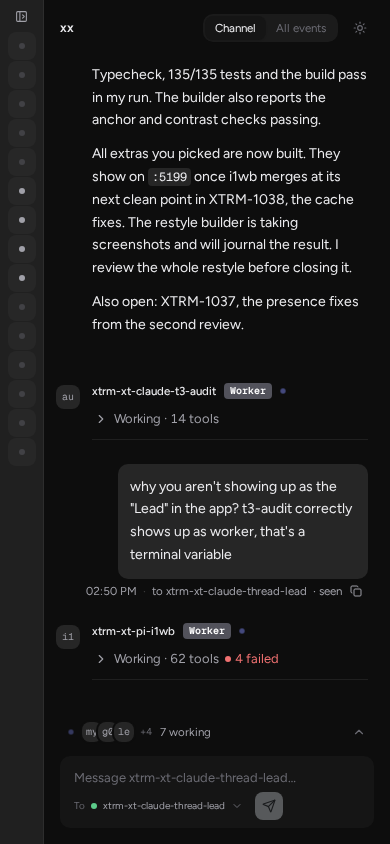 xx
Channel
All events
Typecheck, 135/135 tests and the build pass
in my run. The builder also reports the
anchor and contrast checks passing.
All extras you picked are now built. They
show on :5199 once i1wb merges at its
next clean point in XTRM-1038, the cache
fixes. The restyle builder is taking
screenshots and will journal the result. I
review the whole restyle before closing it.
Also open: XTRM-1037, the presence fixes
from the second review.
au
xtrm-xt-claude-t3-audit Worker
Working · 14 tools
why you aren't showing up as the
"Lead" in the app? t3-audit correctly
shows up as worker, that's a
terminal variable
02:50 PM · to xtrm-xt-claude-thread-lead · seen
i1
xtrm-xt-pi-i1wb Worker
Working · 62 tools 4 failed
my g0 le +4 7 working
Message xtrm-xt-claude-thread-lead...
To xtrm-xt-claude-thread-lead